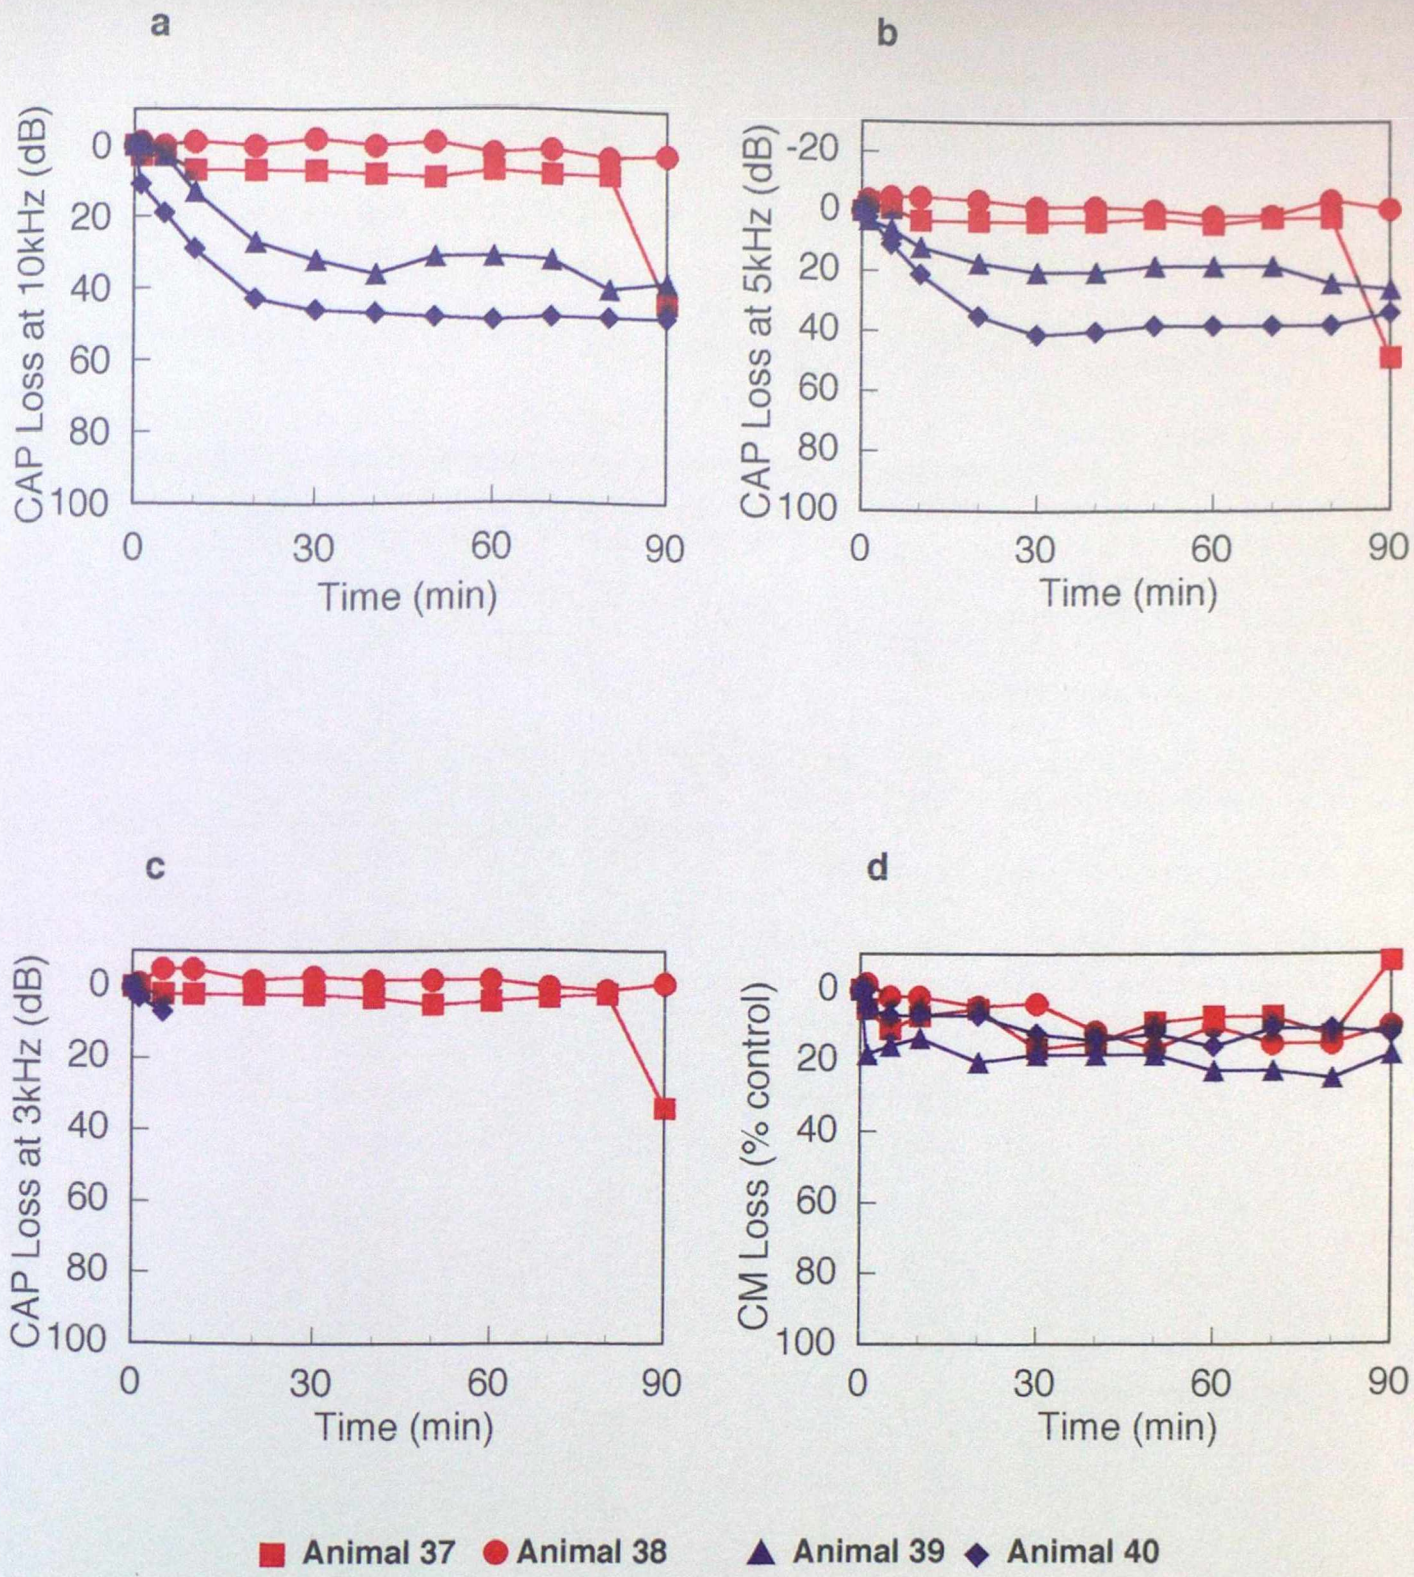 a
CAP Loss at 10kHz (dB)
0
20
40
60
80
100
0 30 60 90
Time (min)
b
CAP Loss at 5kHz (dB)
-20
0
20
40
60
80
100
0 30 60 90
Time (min)
c
CAP Loss at 3kHz (dB)
0
20
40
60
80
100
0 30 60 90
Time (min)
d
CM Loss (% control)
0
20
40
60
80
100
0 30 60 90
Time (min)
Animal 37 Animal 38 Animal 39 Animal 40